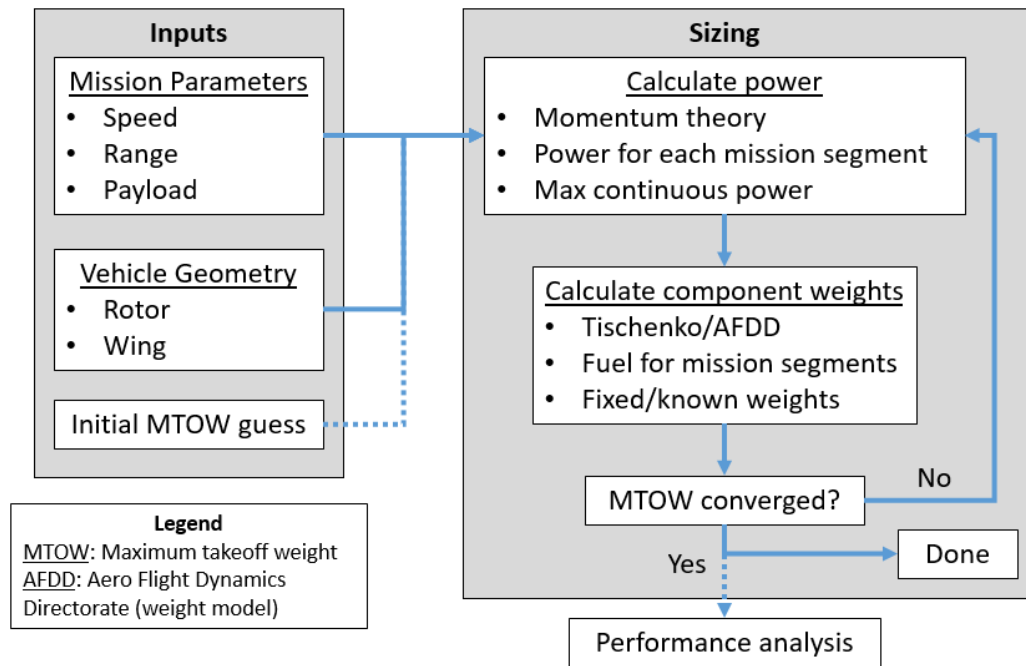 Inputs
Mission Parameters
• Speed
• Range
• Payload
Vehicle Geometry
• Rotor
• Wing
Initial MTOW guess
Legend
MTOW: Maximum takeoff weight
AFDD: Aero Flight Dynamics
Directorate (weight model)
Sizing
Calculate power
• Momentum theory
• Power for each mission segment
• Max continuous power
Calculate component weights
• Tischenko/AFDD
• Fuel for mission segments
• Fixed/known weights
MTOW converged?
No
Yes
Done
Performance analysis